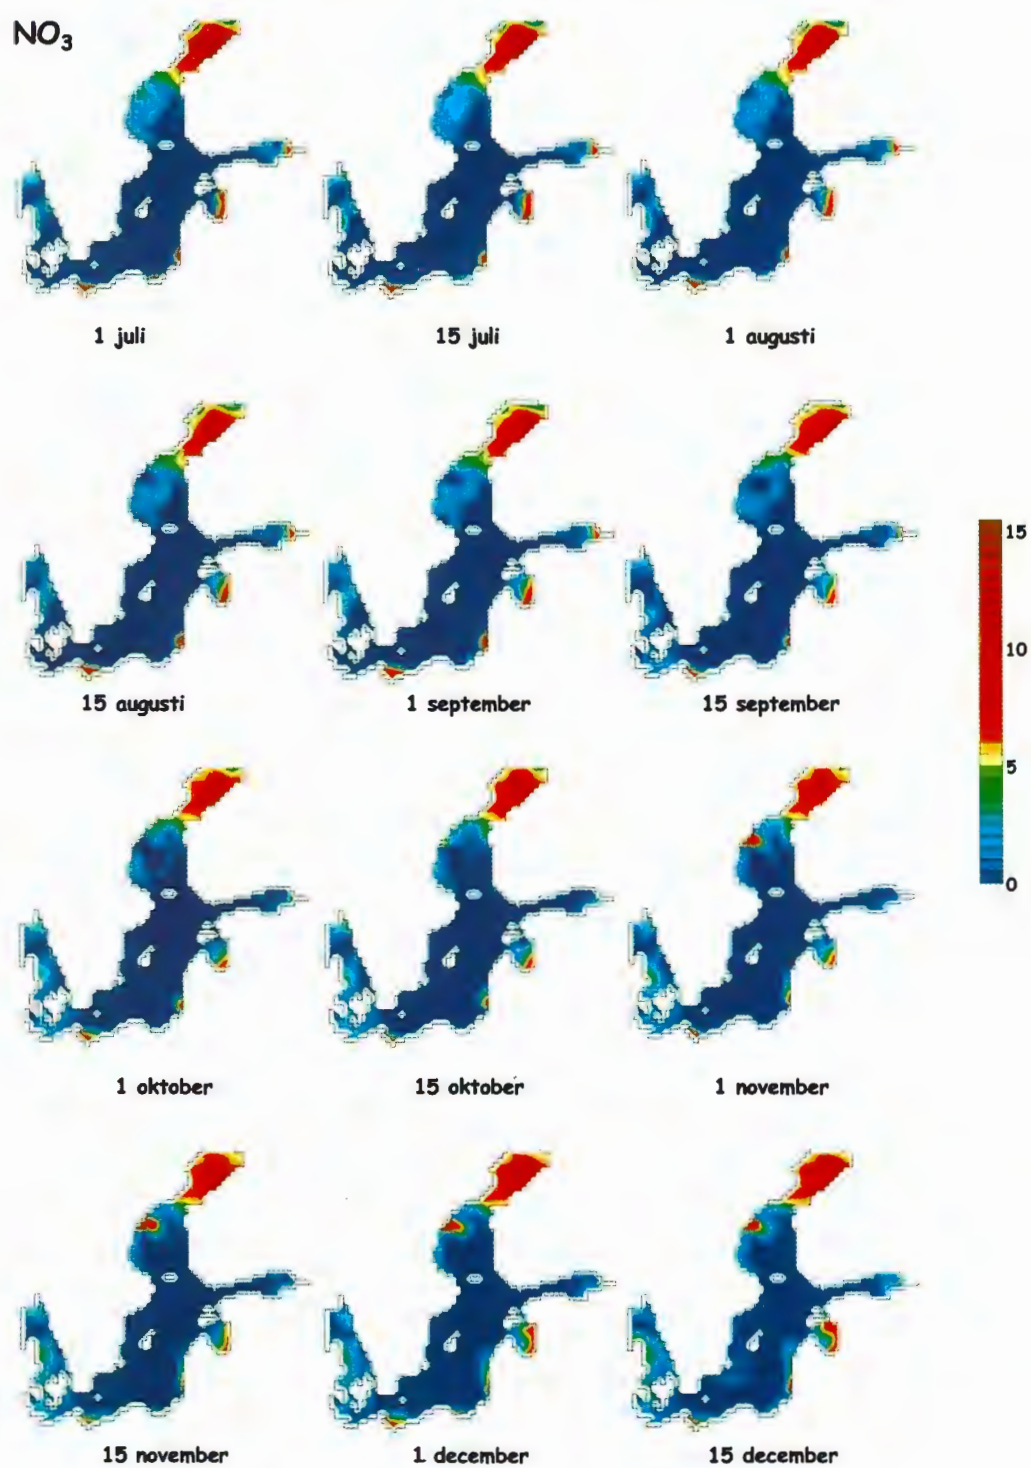 NO₃
1 juli 15 juli 1 augusti
15 augusti 1 september 15 september
15
10
5
0
1 oktober 15 oktober 1 november
15 november 1 december 15 december